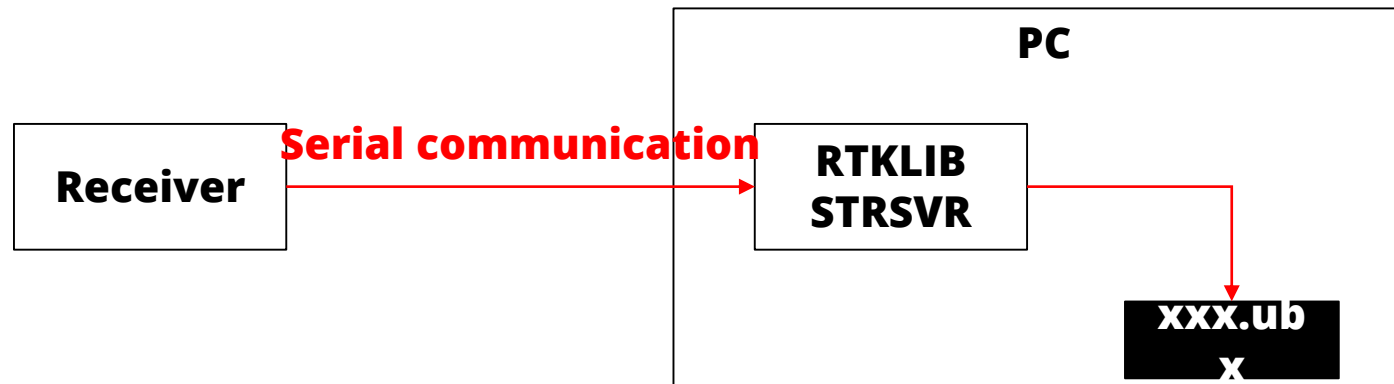 PC
Serial communication
Receiver
RTKLIB
STRSVR
xxx.ub
x